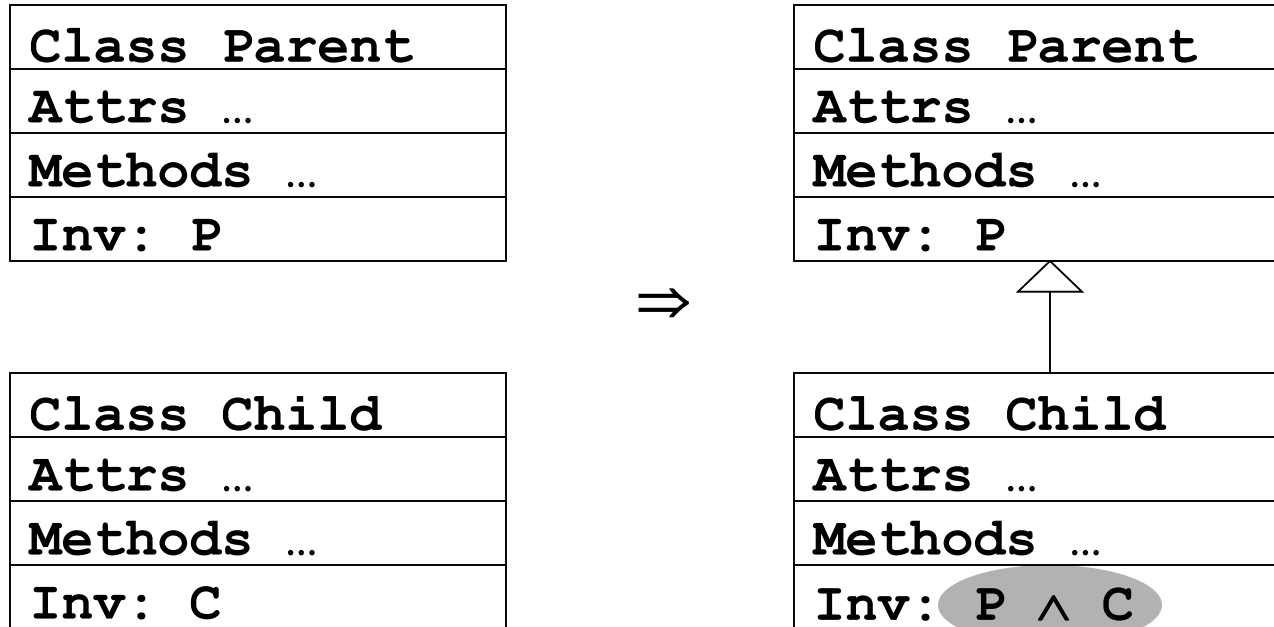 Class Parent
Attrs …
Methods …
Inv: P
⇒
Class Child
Attrs …
Methods …
Inv: C
Class Parent
Attrs …
Methods …
Inv: P
Class Child
Attrs …
Methods …
Inv: P ∧ C